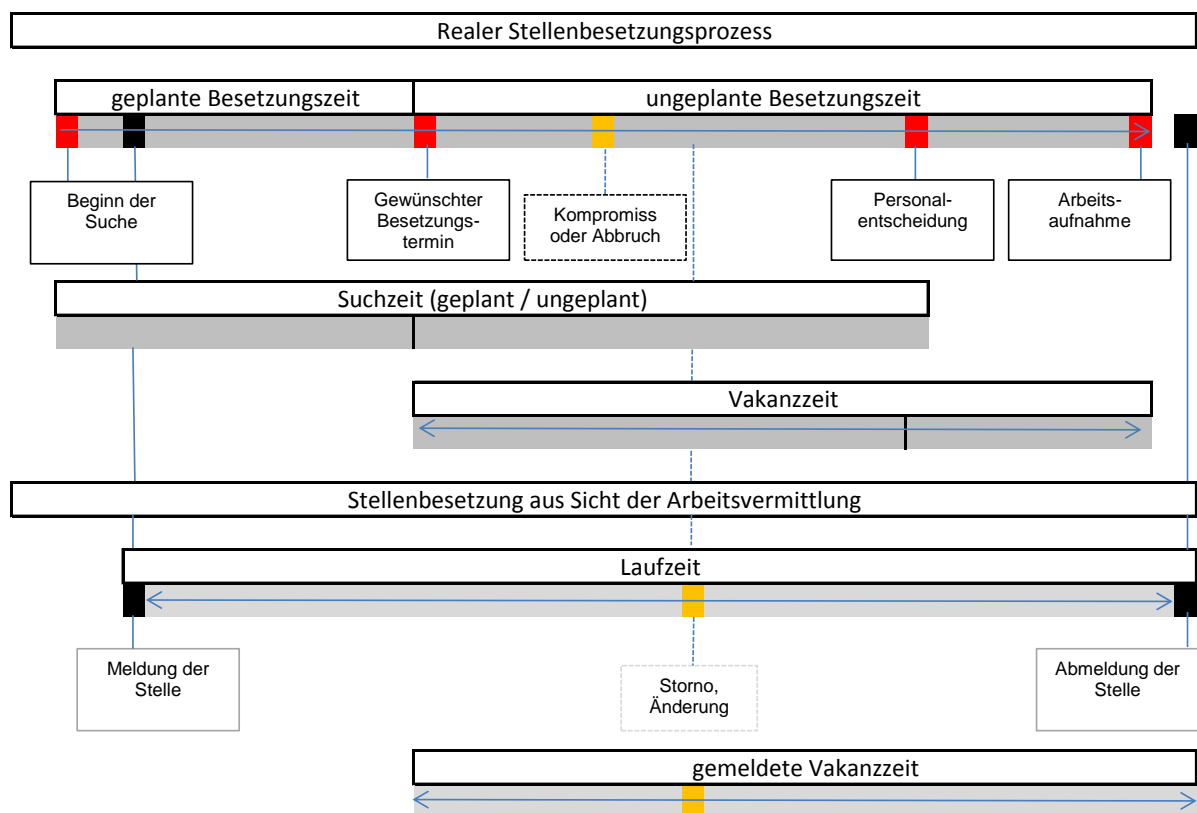 Realer Stellenbesetzungsprozess
geplante Besetzungszeit
ungeplante Besetzungszeit
Beginn der
Suche
Gewünschter
Besetzungs-
termin
Kompromiss
oder Abbruch
Personal-
entscheidung
Arbeits-
aufnahme
Suchzeit (geplant / ungeplant)
Vakanzzeit
Stellenbesetzung aus Sicht der Arbeitsvermittlung
Laufzeit
Meldung der
Stelle
Storno,
Änderung
Abmeldung der
Stelle
gemeldete Vakanzzeit